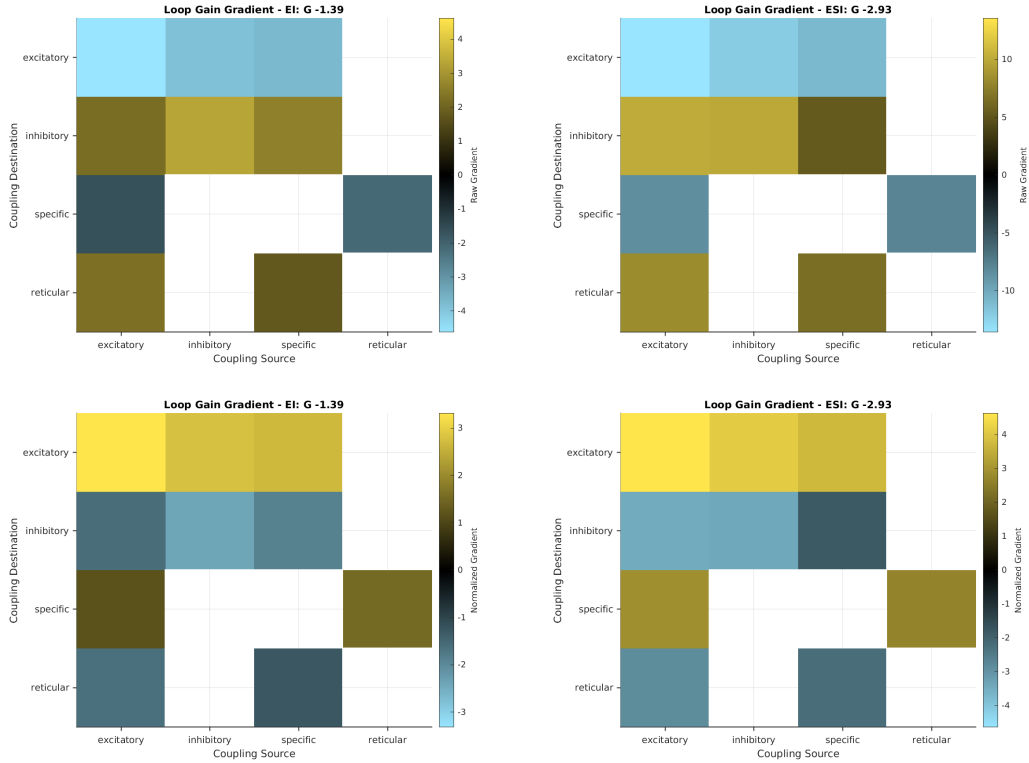 Loop Gain Gradient - EI: G -1.39
excitatory
inhibitory
specific
reticular
Coupling Destination
excitatory
inhibitory
specific
reticular
Coupling Source
4
3
2
1
0
-1
-2
-3
-4
Raw Gradient
Loop Gain Gradient - ESI: G -2.93
excitatory
inhibitory
specific
reticular
Coupling Destination
excitatory
inhibitory
specific
reticular
Coupling Source
10
5
0
-5
-10
Raw Gradient
Loop Gain Gradient - EI: G -1.39
excitatory
inhibitory
specific
reticular
Coupling Destination
excitatory
inhibitory
specific
reticular
Coupling Source
3
2
1
0
-1
-2
-3
Normalized Gradient
Loop Gain Gradient - ESI: G -2.93
excitatory
inhibitory
specific
reticular
Coupling Destination
excitatory
inhibitory
specific
reticular
Coupling Source
4
3
2
1
0
-1
-2
-3
-4
Normalized Gradient